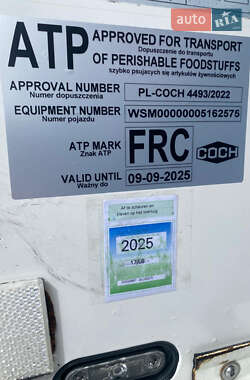 auto RIA.com
ATP
APPROVED FOR TRANSPORT
Dopuszczenie do transportu
OF PERISHABLE FOODSTUFFS
szybko psujących się artykułów żywnościowych
APPROVAL NUMBER
Numer dopuszczenia
PL-COCH 4493/2022
EQUIPMENT NUMBER
Numer pojazdu
WSM00000005162575
ATP MARK
Znak ATP
FRC
COCH
VALID UNTIL
Ważny do
09-09-2025
2025